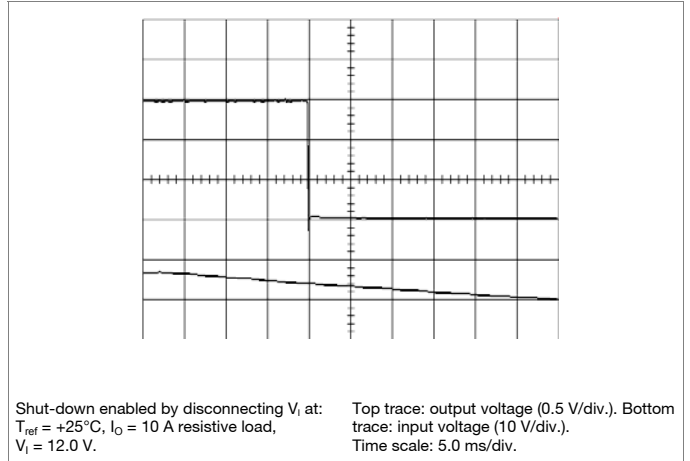 Shut-down enabled by disconnecting VI at:
Tref = +25°C, IO = 10 A resistive load,
VI = 12.0 V.
Top trace: output voltage (0.5 V/div.). Bottom
trace: input voltage (10 V/div.).
Time scale: 5.0 ms/div.